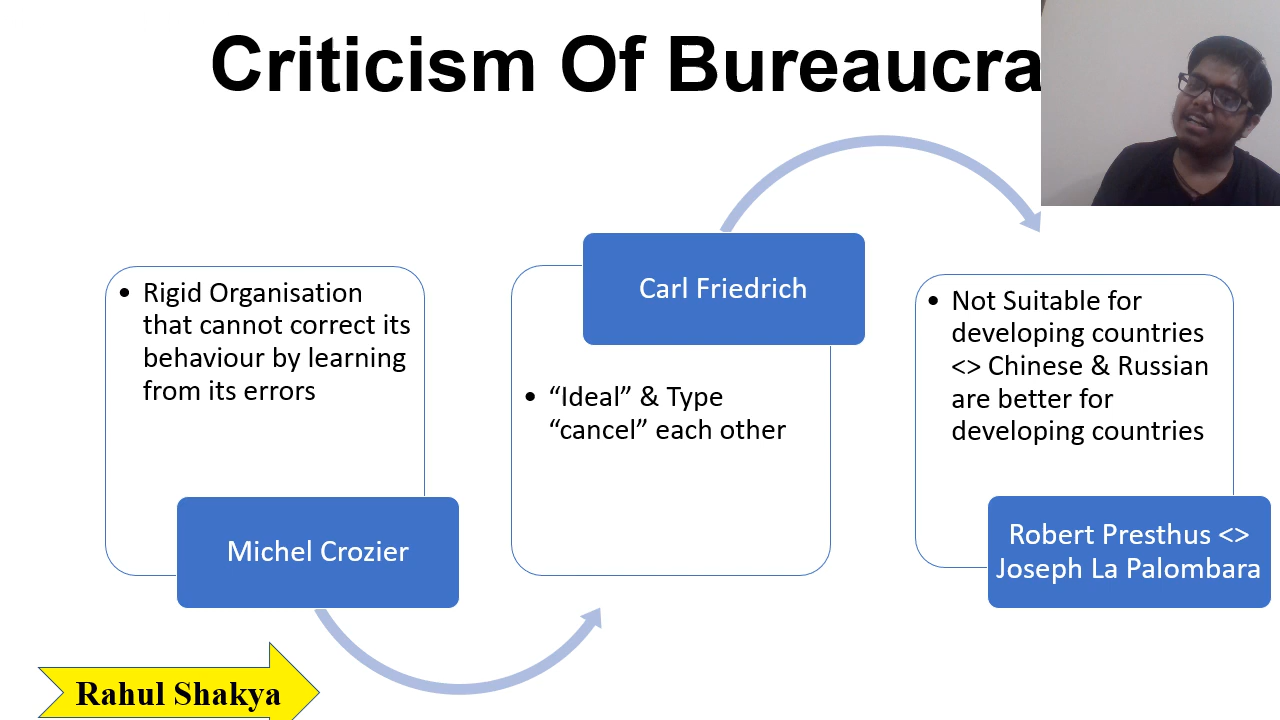 Criticism Of Bureaucra
• Rigid Organisation
that cannot correct its
behaviour by learning
from its errors
Michel Crozier
Carl Friedrich
• “Ideal” & Type
“cancel” each other
• Not Suitable for
developing countries
<> Chinese & Russian
are better for
developing countries
Robert Presthus <>
Joseph La Palombara
Rahul Shakya